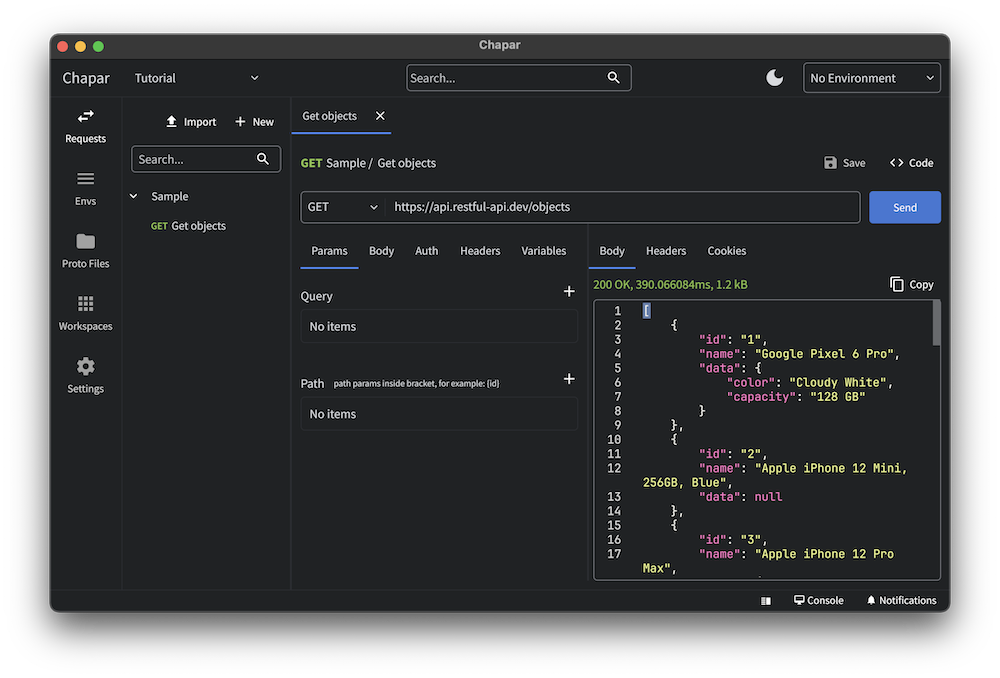 Chapar
Chapar
Tutorial
Search...
No Environment
Requests
Envs
Proto Files
Workspaces
Settings
Import
New
Search...
Sample
GET Get objects
Get objects
GET Sample / Get objects
Save
Code
GET
https://api.restful-api.dev/objects
Send
Params
Body
Auth
Headers
Variables
Query
No items
Path path params inside bracket, for example: {id}
No items
Body
Headers
Cookies
200 OK, 390.066084ms, 1.2 kB
Copy
1 [
2 {
3 "id": "1",
4 "name": "Google Pixel 6 Pro",
5 "data": {
6 "color": "Cloudy White",
7 "capacity": "128 GB"
8 }
9 },
10 {
11 "id": "2",
12 "name": "Apple iPhone 12 Mini,
256GB, Blue",
13 "data": null
14 },
15 {
16 "id": "3",
17 "name": "Apple iPhone 12 Pro
Max",
Console
Notifications